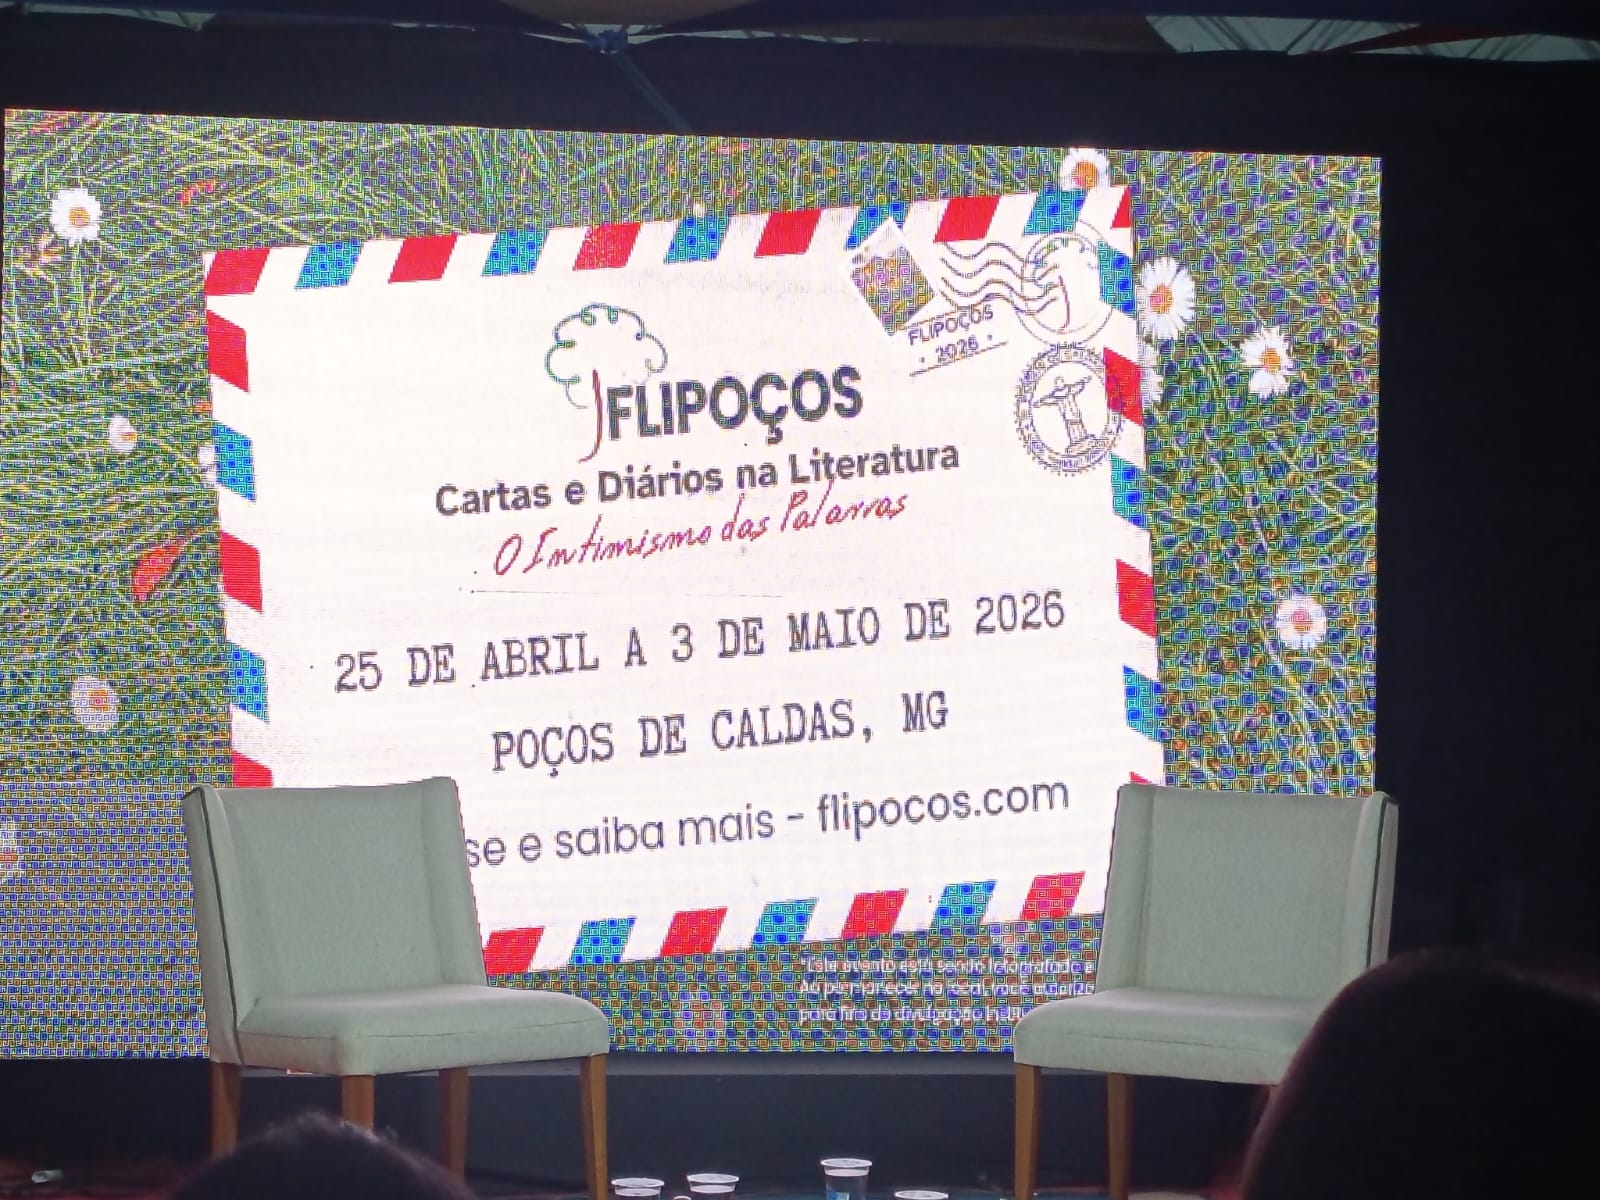 FLIPOÇOS
2026
FLIPOÇOS
Cartas e Diários na Literatura
O Intimismo das Palavras
25 DE ABRIL A 3 DE MAIO DE 2026
POÇOS DE CALDAS, MG
se e saiba mais - flipocos.com